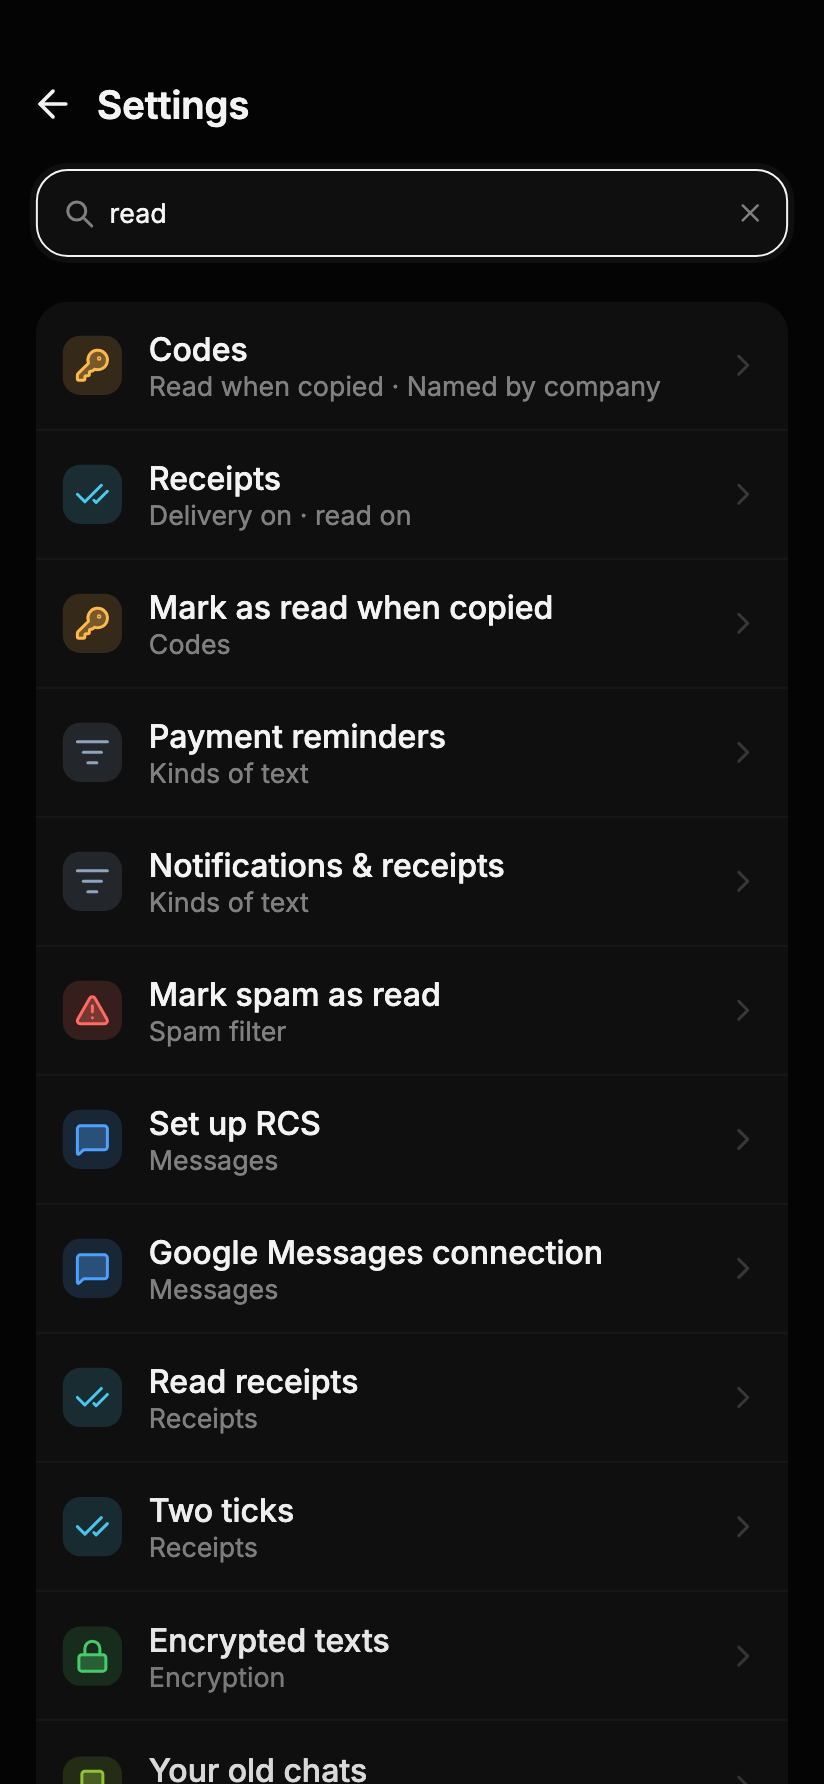 Settings
read
Codes
Read when copied · Named by company
Receipts
Delivery on · read on
Mark as read when copied
Codes
Payment reminders
Kinds of text
Notifications & receipts
Kinds of text
Mark spam as read
Spam filter
Set up RCS
Messages
Google Messages connection
Messages
Read receipts
Receipts
Two ticks
Receipts
Encrypted texts
Encryption
Your old chats